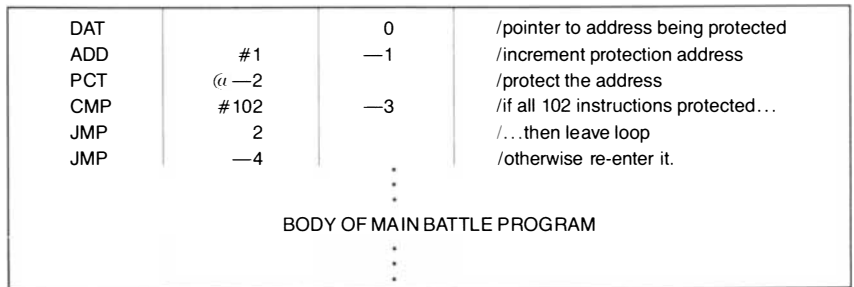 DAT 0 /pointer to address being protected
ADD #1 —1 /increment protection address
PCT @ —2 /protect the address
CMP #102 —3 /if all 102 instructions protected...
JMP 2 /...then leave loop
JMP —4 /otherwise re-enter it.
BODY OF MAIN BATTLE PROGRAM